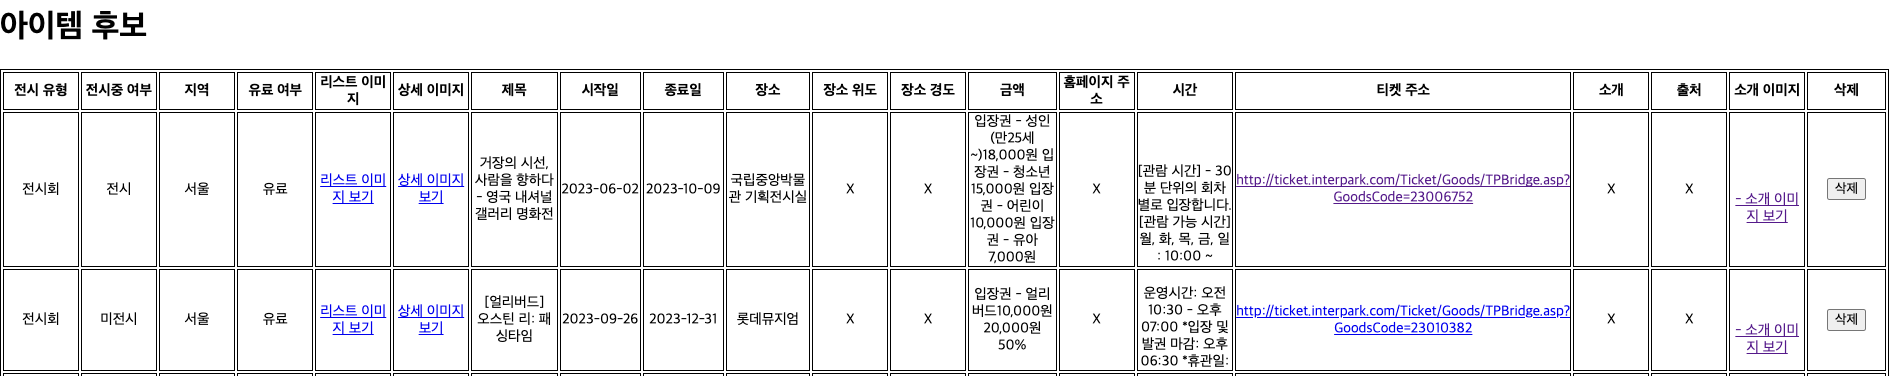 아이템 후보
전시 유형
전시중 여부
지역
유료 여부
리스트 이미
지
상세 이미지
제목
시작일
종료일
장소
장소 위도
장소 경도
금액
홈페이지 주
소
시간
티켓 주소
소개
출처
소개 이미지
삭제
전시회
전시
서울
유료
리스트 이미
지 보기
상세 이미지
보기
거장의 시선,
사람을 향하다
- 영국 내셔널
갤러리 명화전
2023-06-02
2023-10-09
국립중앙박물
관 기획전시실
X
X
입장권 - 성인
(만25세
~)18,000원 입
장권 - 청소년
15,000원 입장
권 - 어린이
10,000원 입장
권 - 유아
7,000원
X
[관람 시간] - 30
분 단위의 회차
별로 입장합니다.
[관람 가능 시간]
월, 화, 목, 금, 일
: 10:00 ~
http://ticket.interpark.com/Ticket/Goods/TPBridge.asp?
GoodsCode=23006752
X
X
- 소개 이미
지 보기
삭제
전시회
미전시
서울
유료
리스트 이미
지 보기
상세 이미지
보기
[얼리버드]
오스틴 리: 패
싱타임
2023-09-26
2023-12-31
롯데뮤지엄
X
X
입장권 - 얼리
버드10,000원
20,000원
50%
X
운영시간: 오전
10:30 - 오후
07:00 *입장 및
발권 마감: 오후
06:30 *휴관일:
http://ticket.interpark.com/Ticket/Goods/TPBridge.asp?
GoodsCode=23010382
X
X
- 소개 이미
지 보기
삭제